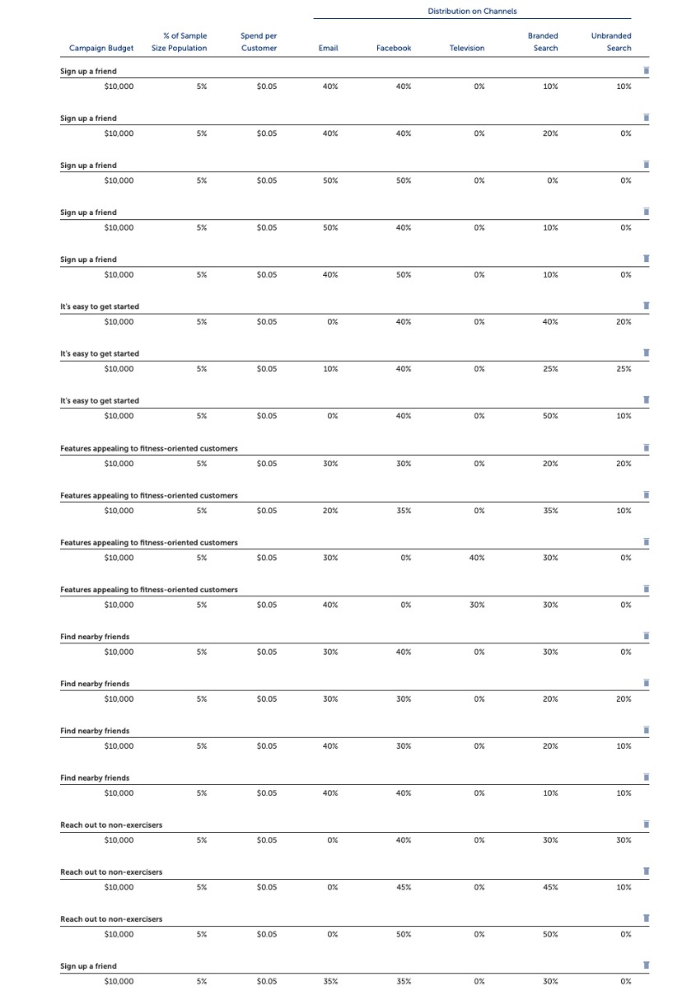 Distribution on Channels
% of Sample Spend per Branded Unbranded
Campaign Budget Size Population Customer Email Facebook Television Search Search
Sign up a friend
$10,000 5% $0.05 40% 40% 0% 10% 10%
Sign up a friend
$10,000 5% $0.05 40% 40% 0% 20% 0%
Sign up a friend
$10,000 5% $0.05 50% 50% 0% 0% 0%
Sign up a friend
$10,000 5% $0.05 50% 40% 0% 10% 0%
Sign up a friend
$10,000 5% $0.05 40% 50% 0% 10% 0%
It's easy to get started
$10,000 5% $0.05 0% 40% 0% 40% 20%
It's easy to get started
$10,000 5% $0.05 10% 40% 0% 25% 25%
It's easy to get started
$10,000 5% $0.05 0% 40% 0% 50% 10%
Features appealing to fitness-oriented customers
$10,000 5% $0.05 30% 30% 0% 20% 20%
Features appealing to fitness-oriented customers
$10,000 5% $0.05 20% 35% 0% 35% 10%
Features appealing to fitness-oriented customers
$10,000 5% $0.05 30% 0% 40% 30% 0%
Features appealing to fitness-oriented customers
$10,000 5% $0.05 40% 0% 30% 30% 0%
Find nearby friends
$10,000 5% $0.05 30% 40% 0% 30% 0%
Find nearby friends
$10,000 5% $0.05 30% 30% 0% 20% 20%
Find nearby friends
$10,000 5% $0.05 40% 30% 0% 20% 10%
Find nearby friends
$10,000 5% $0.05 40% 40% 0% 10% 10%
Reach out to non-exercisers
$10,000 5% $0.05 0% 40% 0% 30% 30%
Reach out to non-exercisers
$10,000 5% $0.05 0% 45% 0% 45% 10%
Reach out to non-exercisers
$10,000 5% $0.05 0% 50% 0% 50% 0%
Sign up a friend
$10,000 5% $0.05 35% 35% 0% 30% 0%